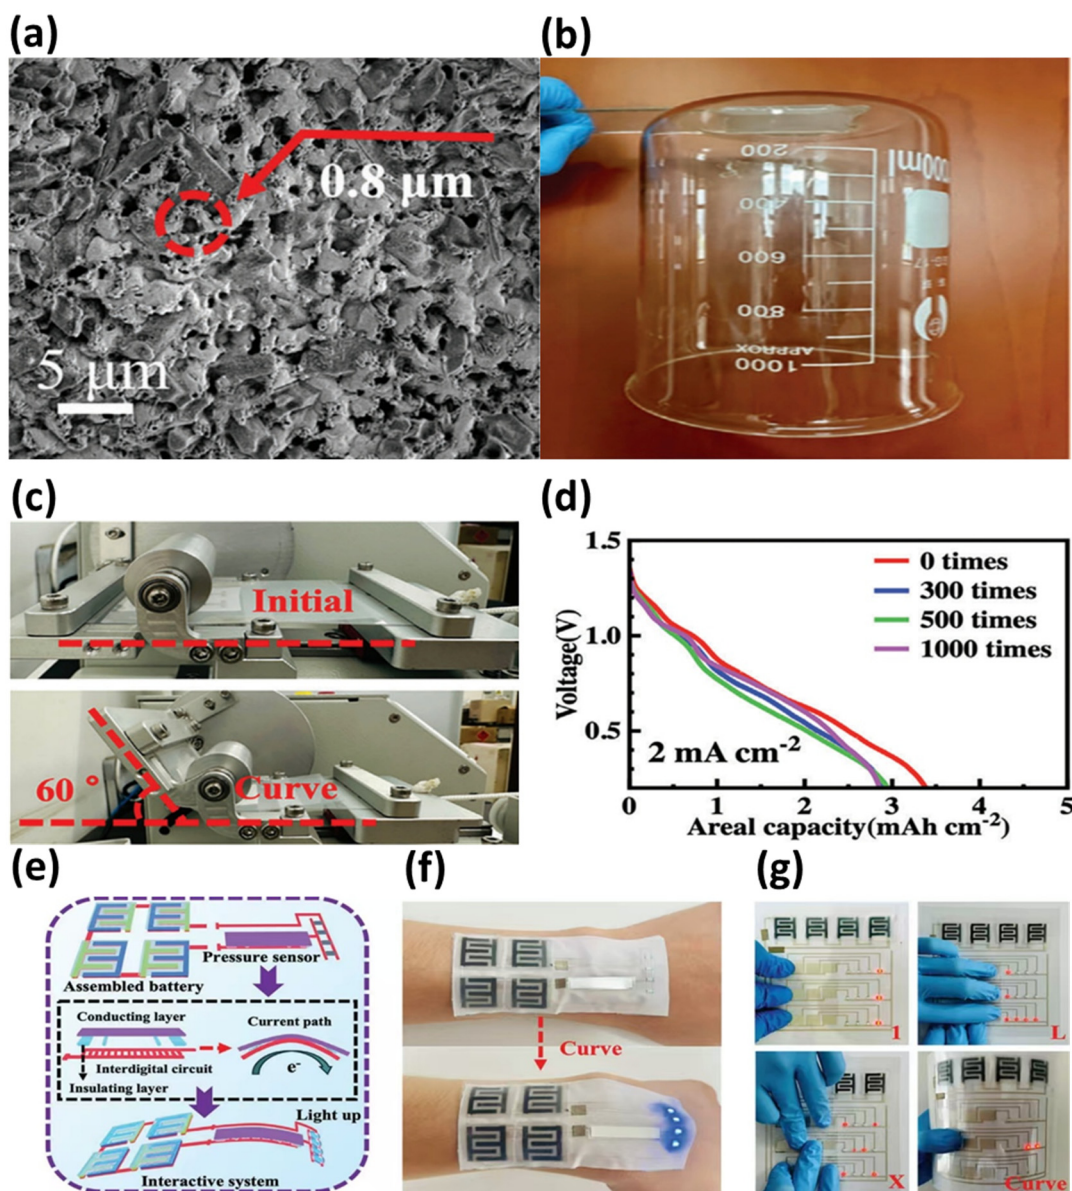 (a)
0.8 μm
5 μm
(b)
200
400
600
800
APPROX
1000
1000ml
(c)
Initial
60 °
Curve
(d)
1.5
1.0
0.5
Voltage(V)
0 times
300 times
500 times
1000 times
2 mA cm-2
0 1 2 3 4 5
Areal capacity(mAh cm-2)
(e)
Pressure sensor
Assembled battery
Conducting layer
Current path
Interdigital circuit
e-
Insulating layer
Light up
Interactive system
(f)
Curve
(g)
1
L
X
Curve